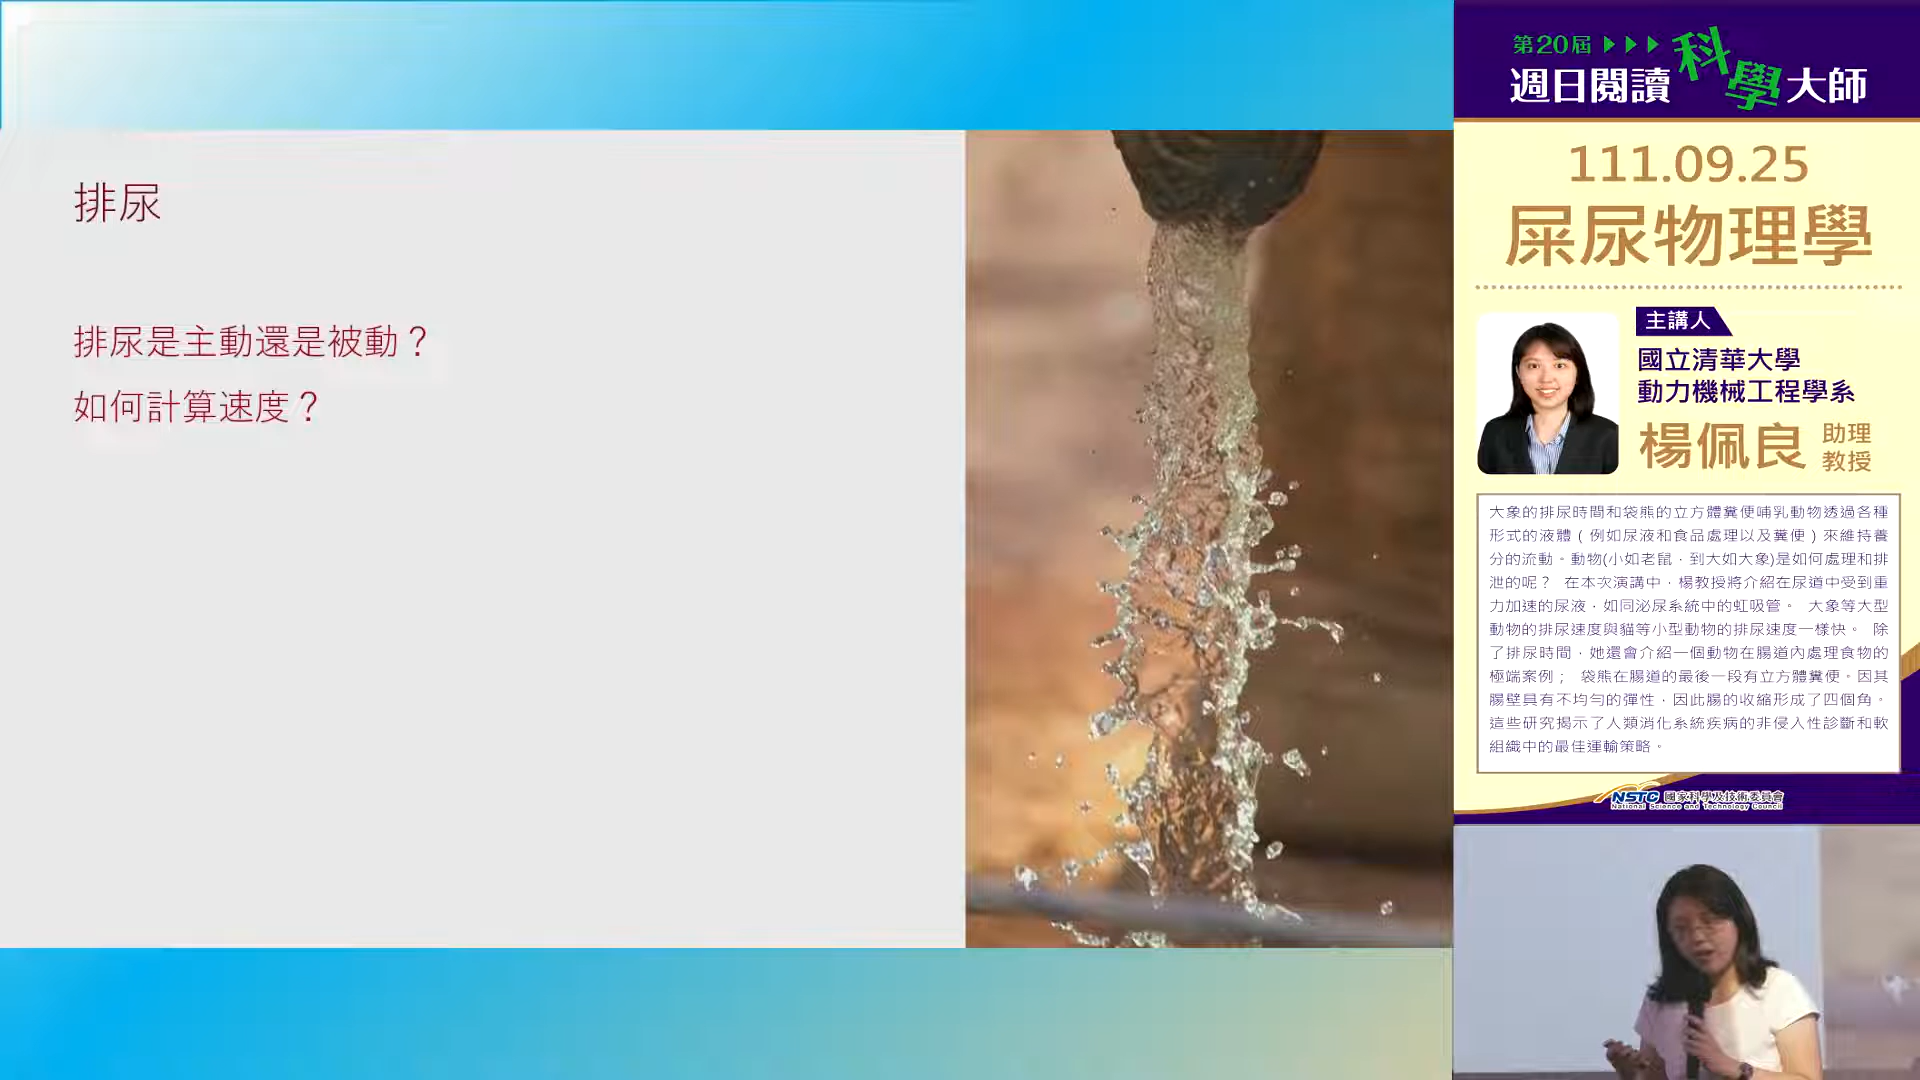 排尿
排尿是主動還是被動？
如何計算速度？
第20屆
週日閱讀科學大師
111.09.25
屎尿物理學
主講人
國立清華大學
動力機械工程學系
楊佩良 助理教授
大象的排尿時間和袋熊的立方體糞便哺乳動物透過各種
形式的液體（例如尿液和食品處理以及糞便）來維持養
分的流動。動物(小如老鼠，到大如大象)是如何處理和排
泄的呢？ 在本次演講中，楊教授將介紹在尿道中受到重
力加速的尿液，如同泌尿系統中的虹吸管。 大象等大型
動物的排尿速度與貓等小型動物的排尿速度一樣快。 除
了排尿時間，她還會介紹一個動物在腸道內處理食物的
極端案例； 袋熊在腸道的最後一段有立方體糞便。因其
腸壁具有不均勻的彈性，因此腸的收縮形成了四個角。
這些研究揭示了人類消化系統疾病的非侵入性診斷和軟
組織中的最佳運輸策略。
NSTC 國家科學及技術委員會
National Science and Technology Council